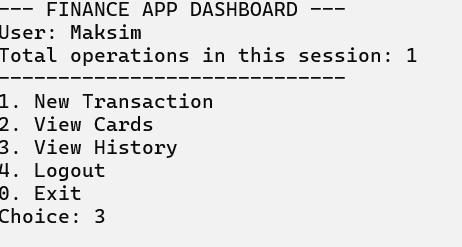 --- FINANCE APP DASHBOARD ---
User: Maksim
Total operations in this session: 1
-----------------------------
1. New Transaction
2. View Cards
3. View History
4. Logout
0. Exit
Choice: 3